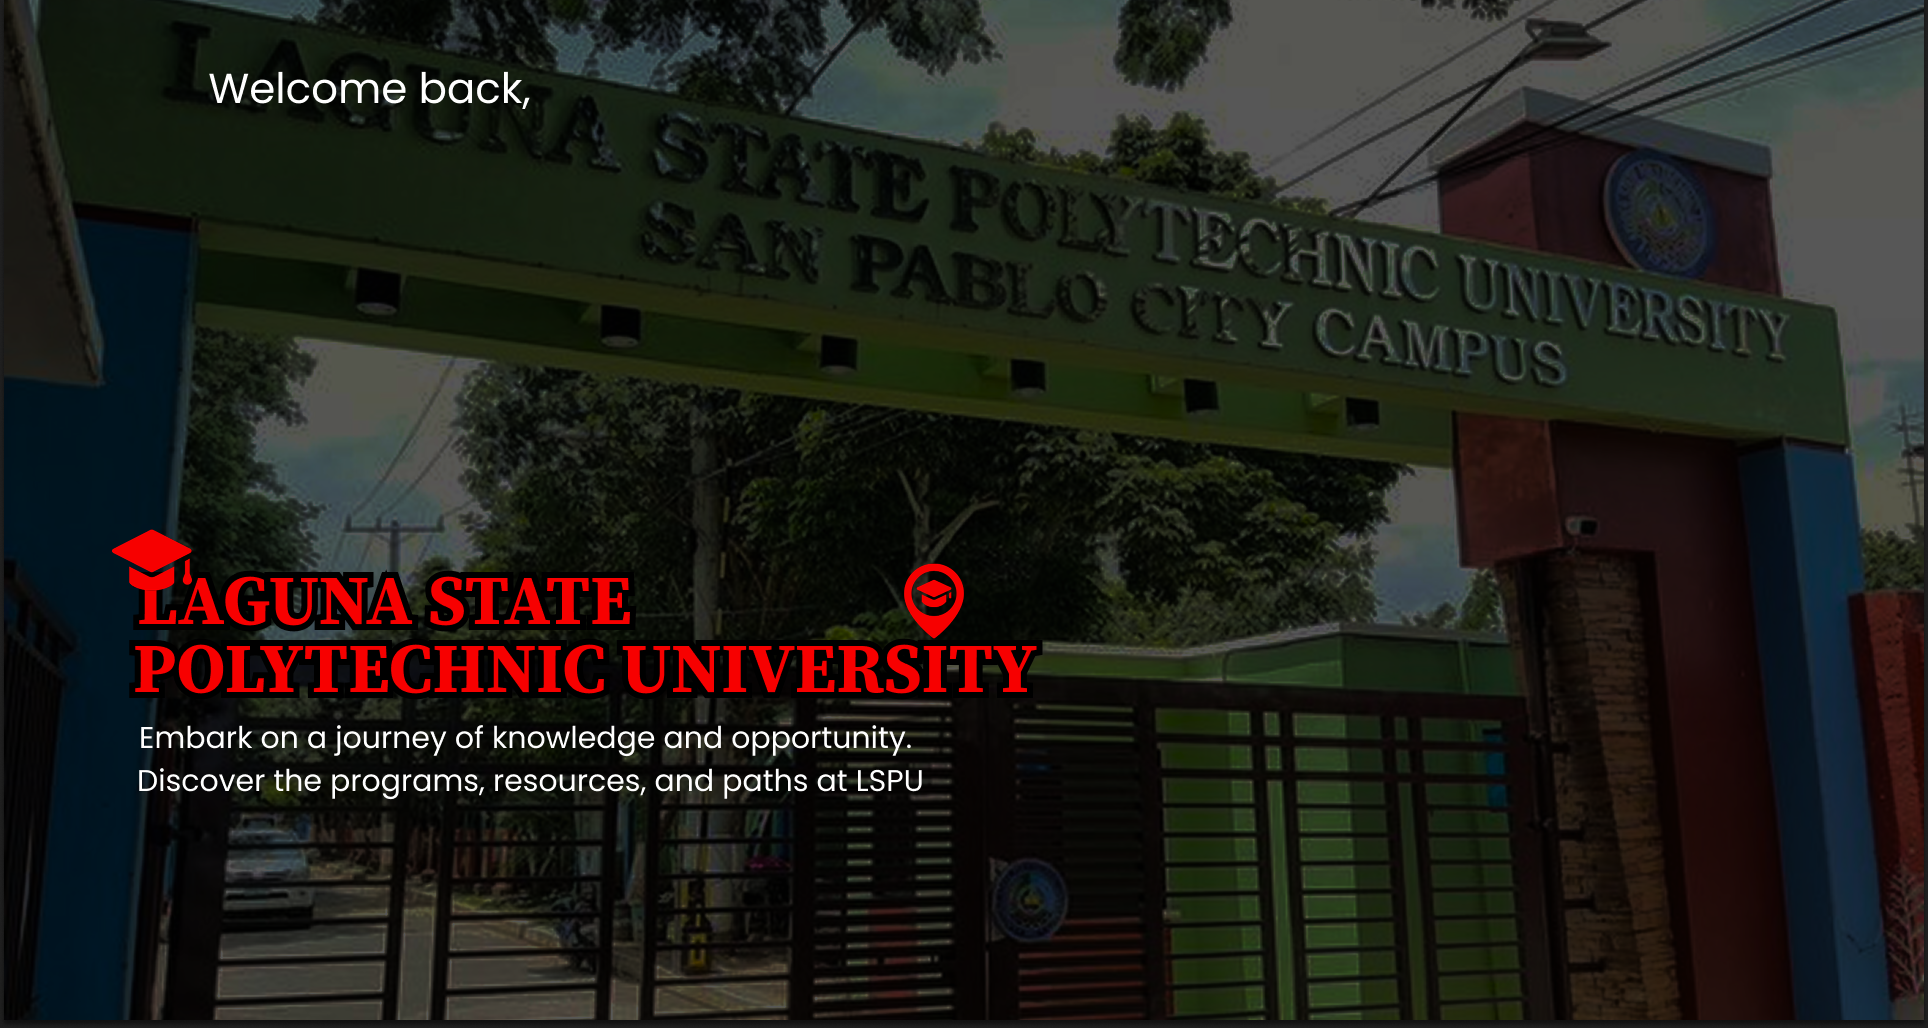 Welcome back,
LAGUNA STATE POLYTECHNIC UNIVERSITY
SAN PABLO CITY CAMPUS
LAGUNA STATE
POLYTECHNIC UNIVERSITY
Embark on a journey of knowledge and opportunity.
Discover the programs, resources, and paths at LSPU